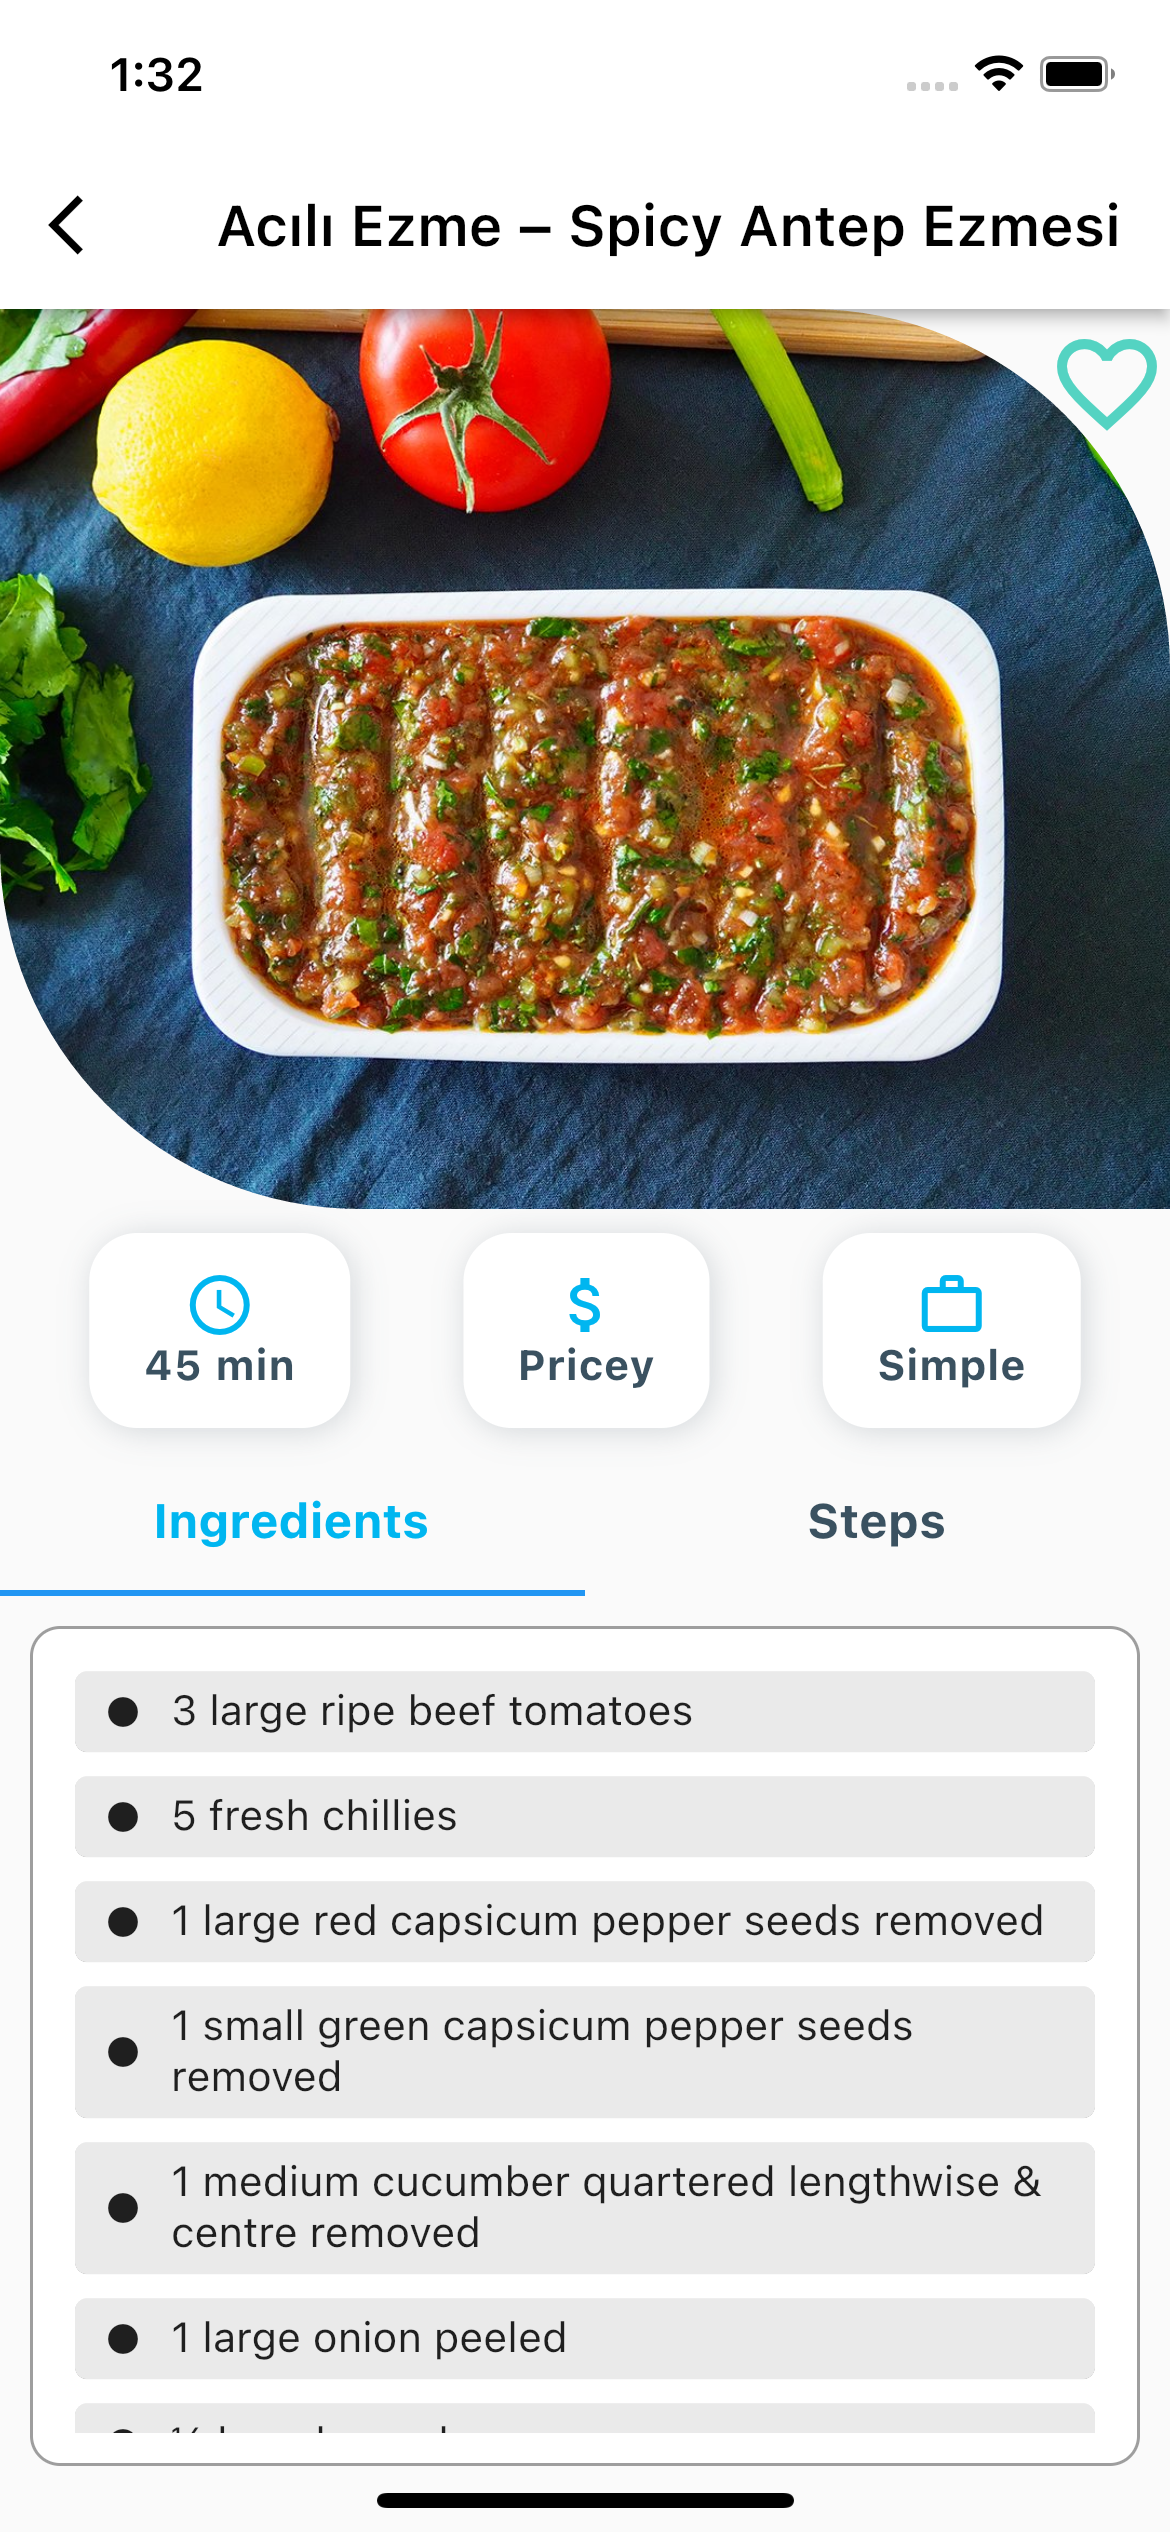 1:32
Acılı Ezme – Spicy Antep Ezmesi
45 min
Pricey
Simple
Ingredients
Steps
3 large ripe beef tomatoes
5 fresh chillies
1 large red capsicum pepper seeds removed
1 small green capsicum pepper seeds
removed
1 medium cucumber quartered lengthwise &
centre removed
1 large onion peeled